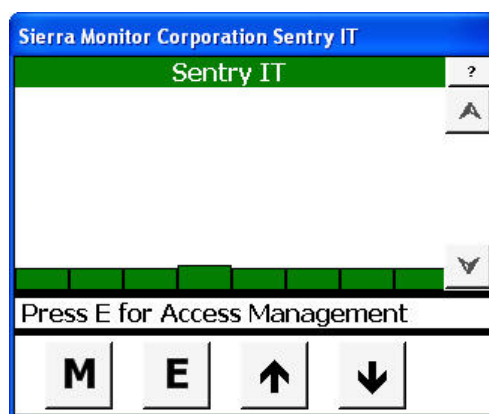 Sierra Monitor Corporation Sentry IT
Sentry IT
?
Press E for Access Management
M E